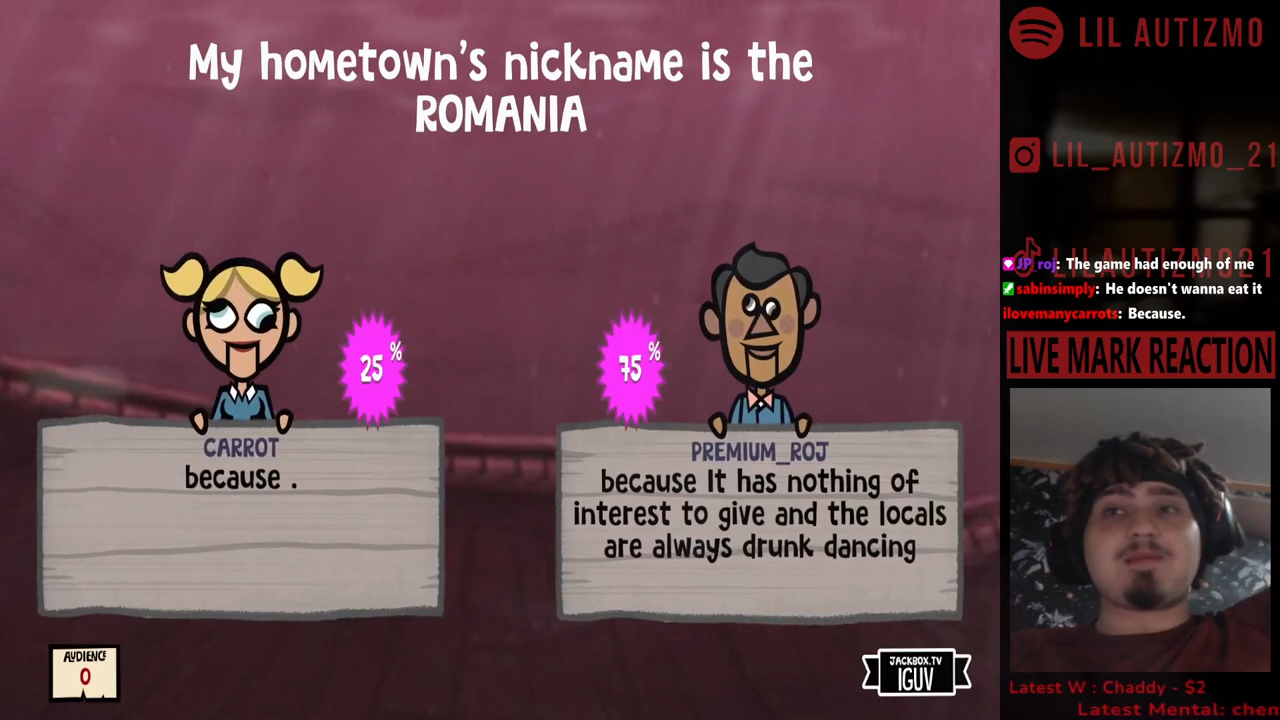 My hometown's nickname is the
ROMANIA
25 %
75 %
CARROT
because .
PREMIUM_ROJ
because It has nothing of
interest to give and the locals
are always drunk dancing
AUDIENCE
0
JACKBOX.TV
IGUV
LIL AUTIZMO
LIL_AUTIZMO_21
LILAUTIZMO21
JP_roj: The game had enough of me
sabinsimply: He doesn't wanna eat it
ilovemanycarrots: Because.
LIVE MARK REACTION
Latest W : Chaddy - $2
Latest Mental: chen